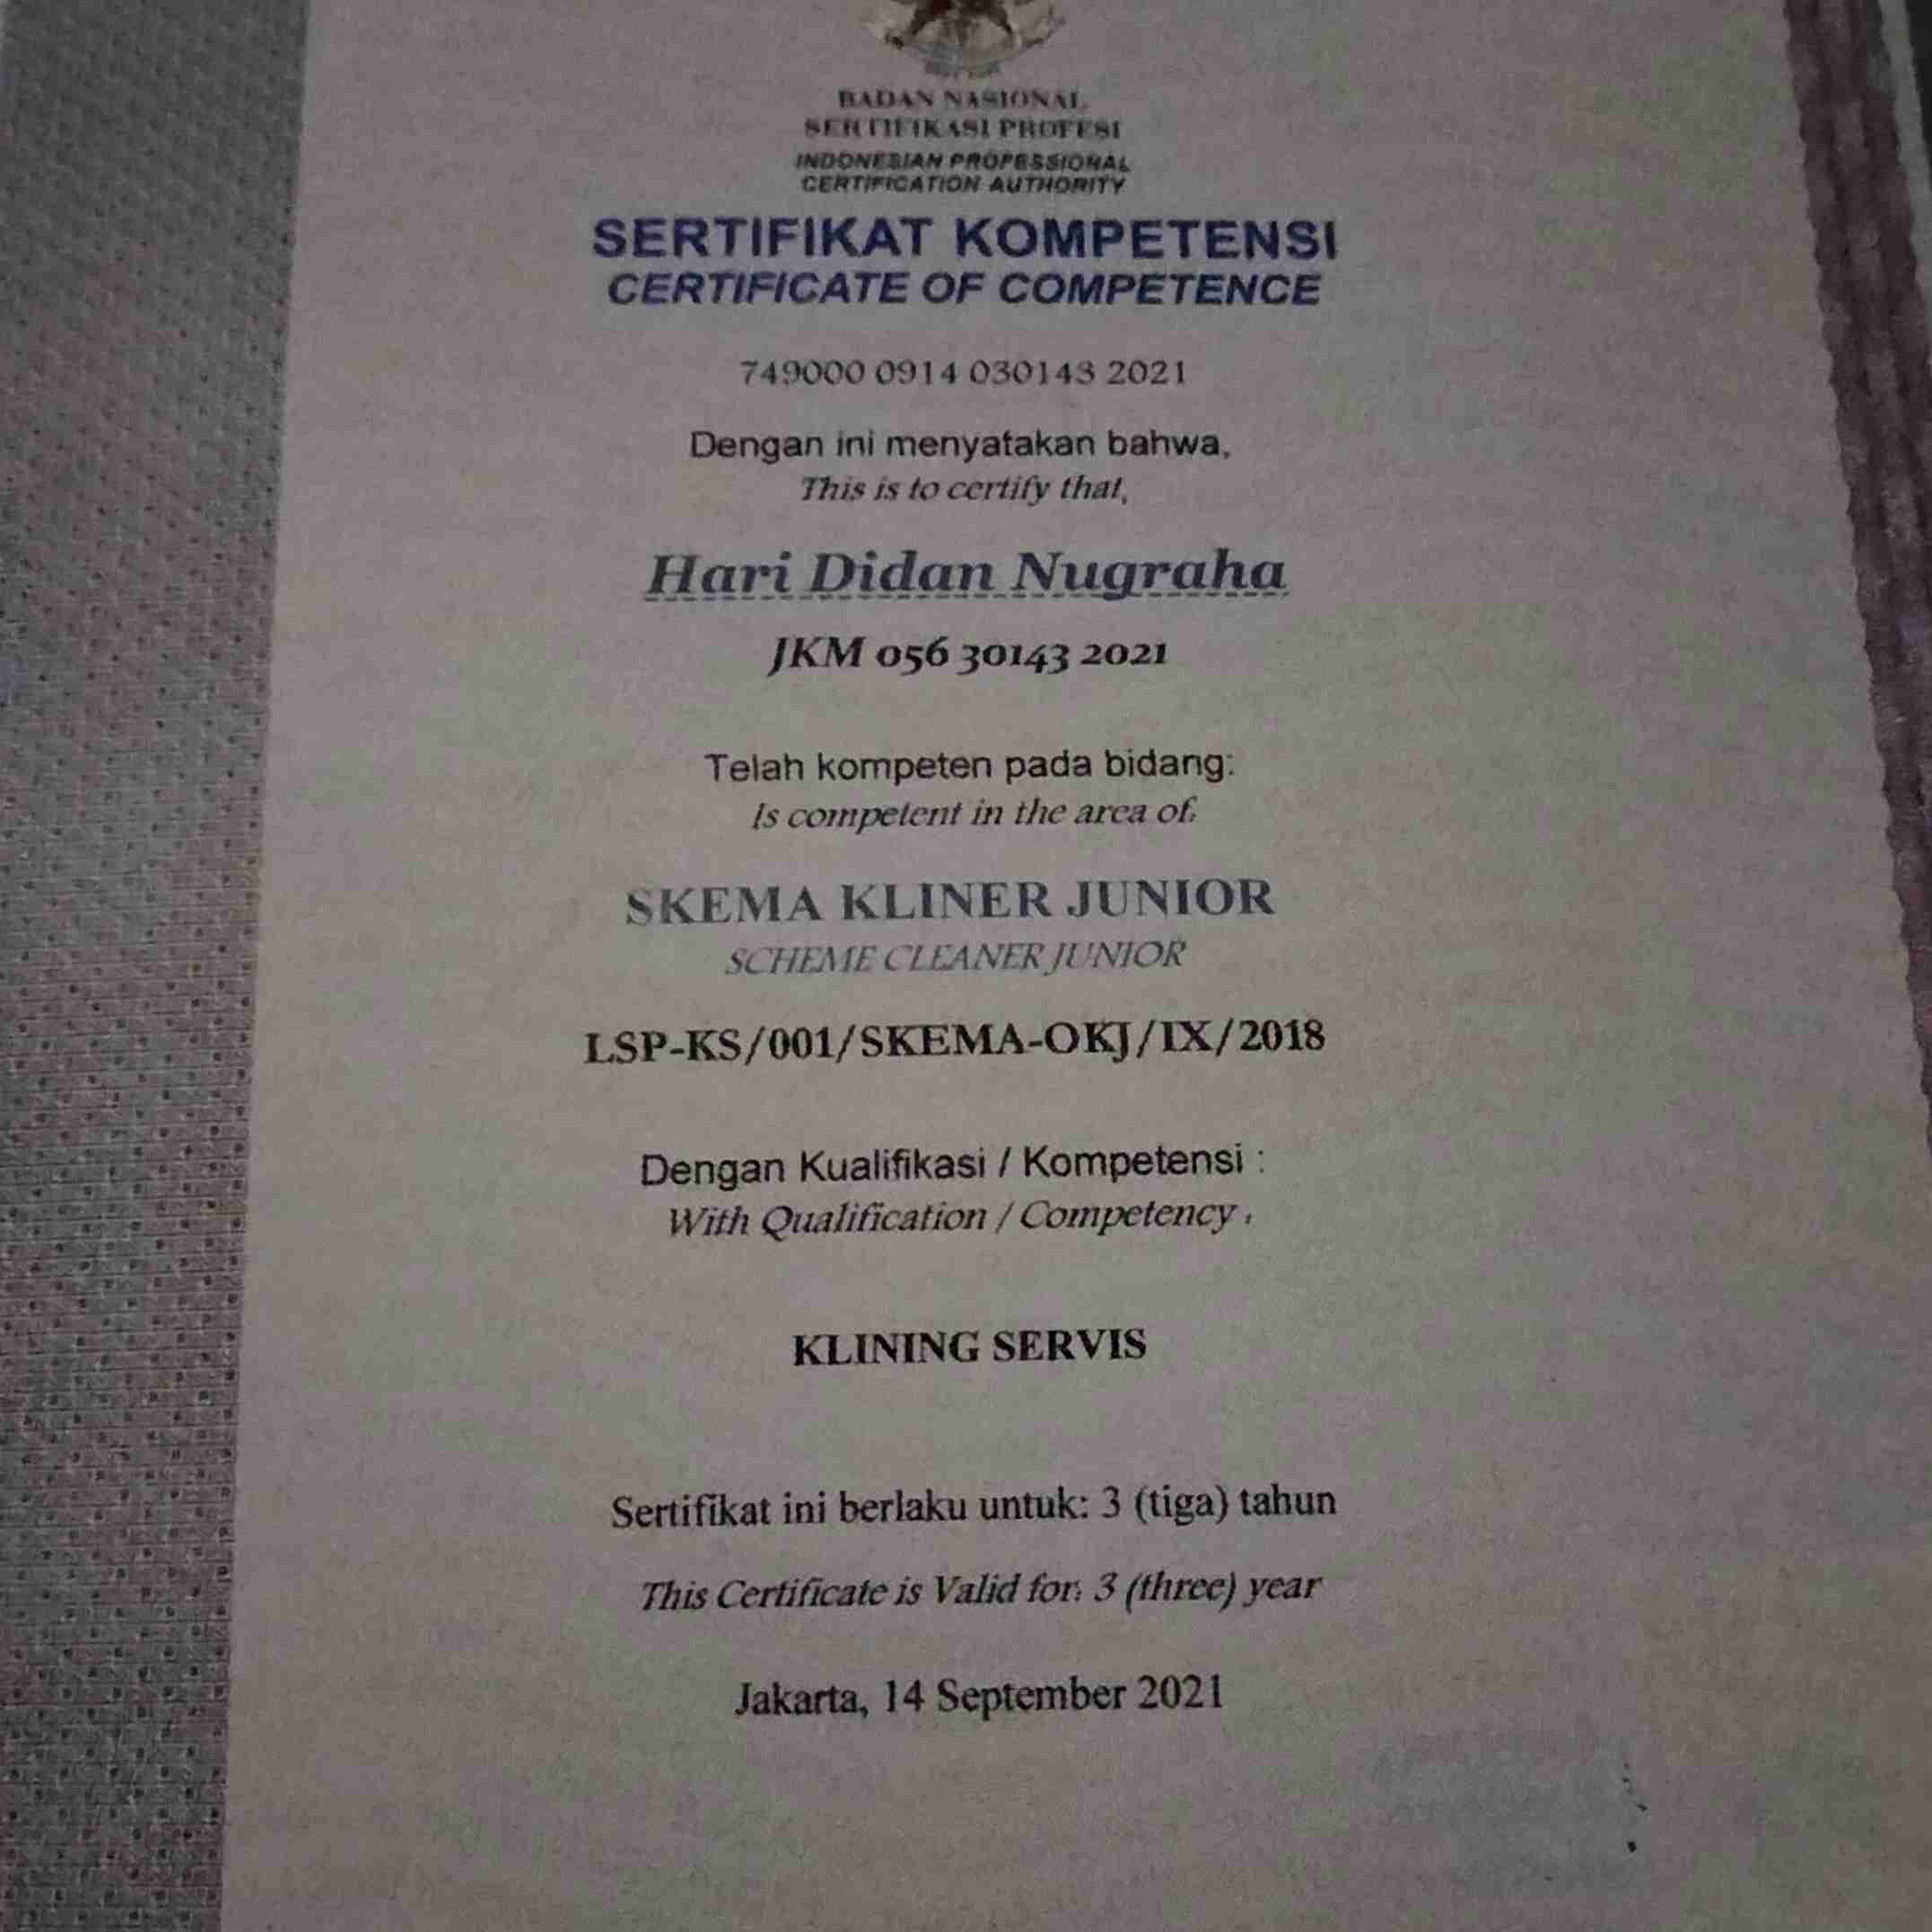 BADAN NASIONAL
SERTIFIKASI PROFESI
INDONESIAN PROFESSIONAL
CERTIFICATION AUTHORITY
SERTIFIKAT KOMPETENSI
CERTIFICATE OF COMPETENCE
749000 0914 030143 2021
Dengan ini menyatakan bahwa,
This is to certify that,
Hari Didan Nugraha
JKM 056 30143 2021
Telah kompeten pada bidang:
Is competent in the area of:
SKEMA KLINER JUNIOR
SCHEME CLEANER JUNIOR
LSP-KS/001/SKEMA-OKJ/IX/2018
Dengan Kualifikasi / Kompetensi :
With Qualification / Competency :
KLINING SERVIS
Sertifikat ini berlaku untuk: 3 (tiga) tahun
This Certificate is Valid for: 3 (three) year
Jakarta, 14 September 2021